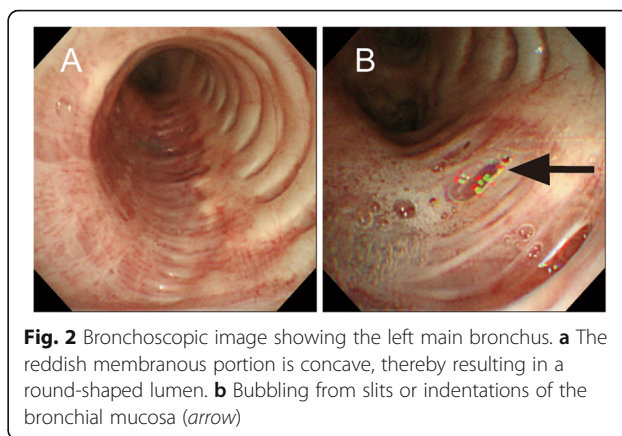 A
B
Fig. 2 Bronchoscopic image showing the left main bronchus. a The
reddish membranous portion is concave, thereby resulting in a
round-shaped lumen. b Bubbling from slits or indentations of the
bronchial mucosa (arrow)